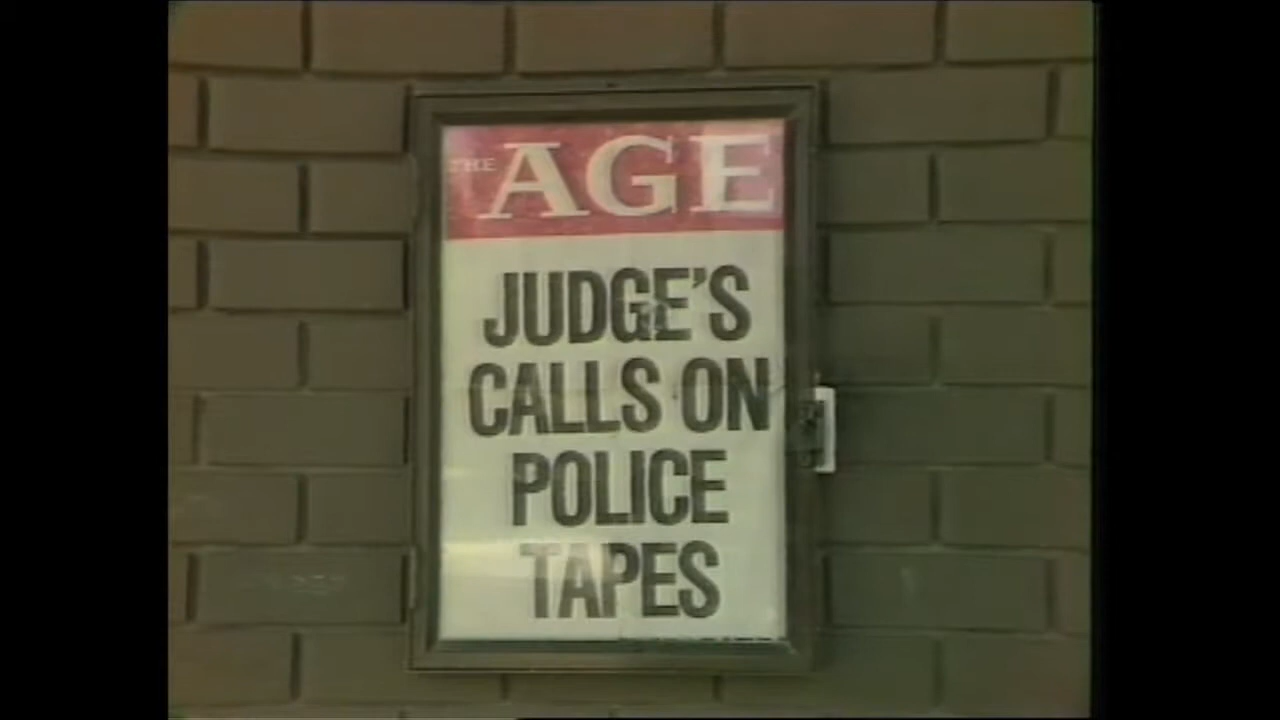 THE AGE
JUDGE'S
CALLS ON
POLICE
TAPES